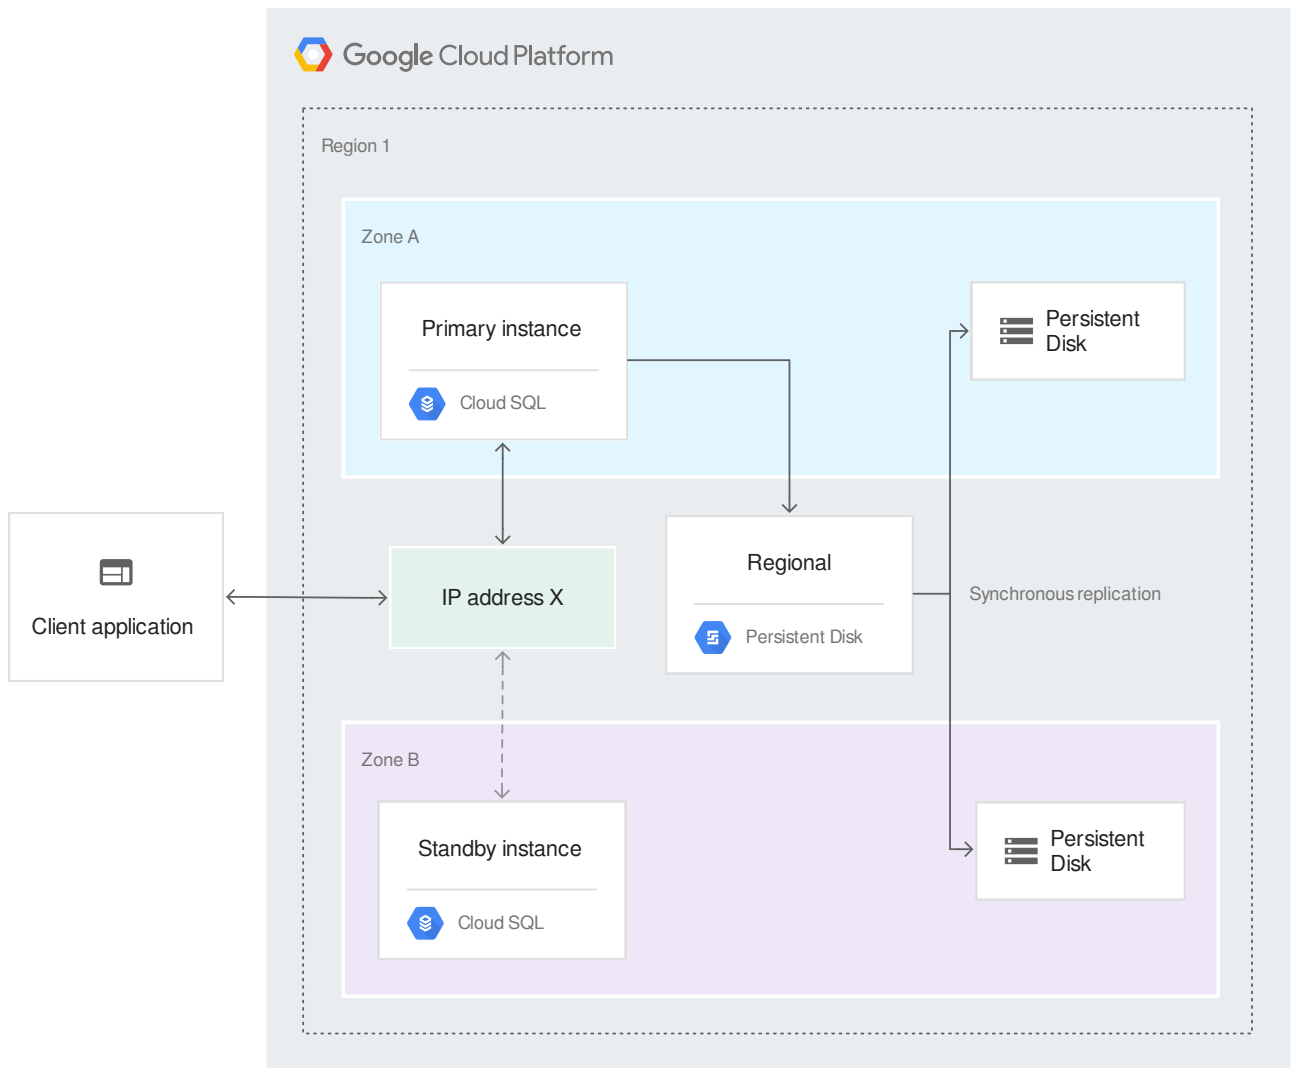 Google Cloud Platform
Region 1
Zone A
Primary instance
Cloud SQL
Persistent
Disk
Client application
IP address X
Regional
Persistent Disk
Synchronous replication
Zone B
Standby instance
Cloud SQL
Persistent
Disk